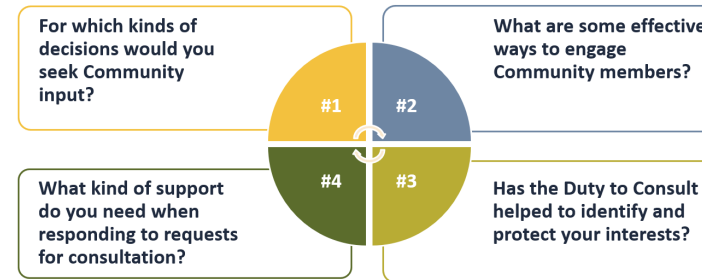 For which kinds of
decisions would you
seek Community
input?
#1
#2
What are some effective
ways to engage
Community members?
What kind of support
do you need when
responding to requests
for consultation?
#4
#3
Has the Duty to Consult
helped to identify and
protect your interests?